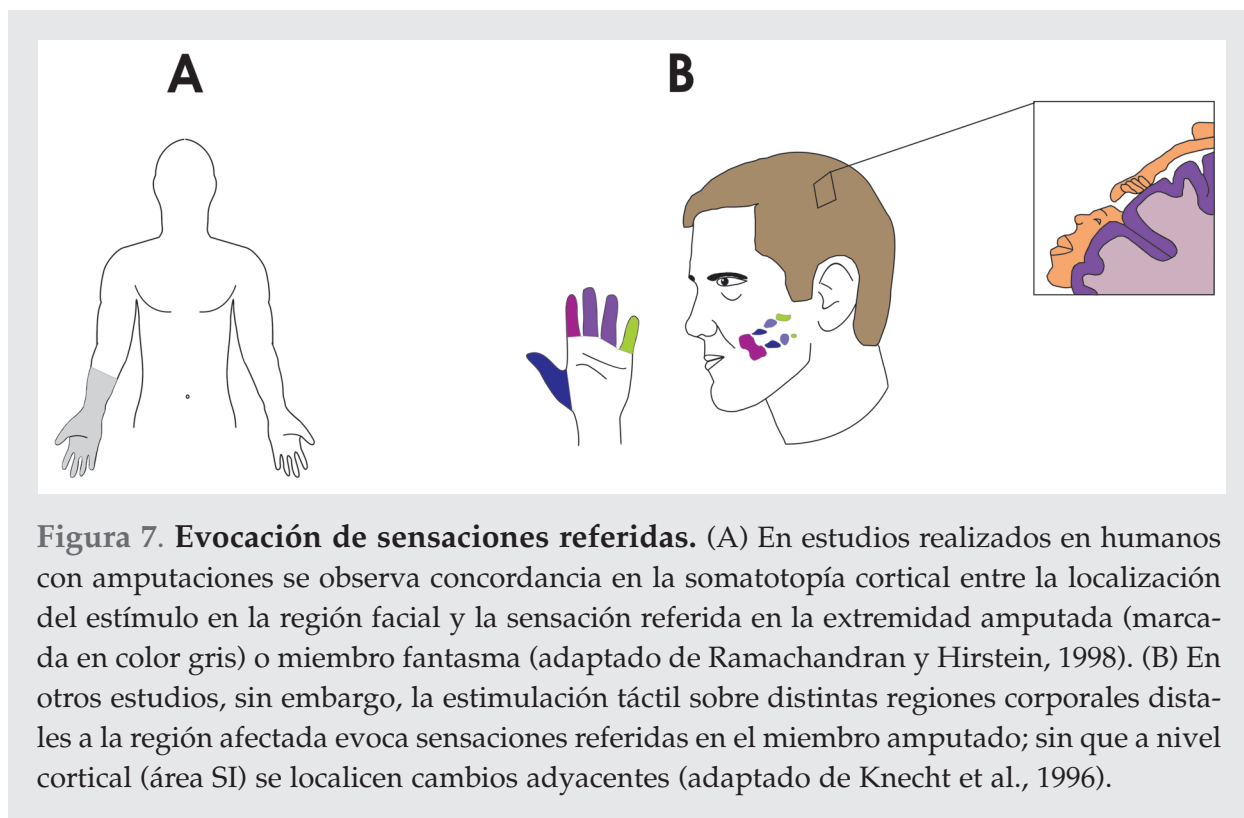 A
B
Figura 7. Evocación de sensaciones referidas. (A) En estudios realizados en humanos
con amputaciones se observa concordancia en la somatotopía cortical entre la localización
del estímulo en la región facial y la sensación referida en la extremidad amputada (marca-
da en color gris) o miembro fantasma (adaptado de Ramachandran y Hirstein, 1998). (B) En
otros estudios, sin embargo, la estimulación táctil sobre distintas regiones corporales dista-
les a la región afectada evoca sensaciones referidas en el miembro amputado; sin que a nivel
cortical (área SI) se localicen cambios adyacentes (adaptado de Knecht et al., 1996).